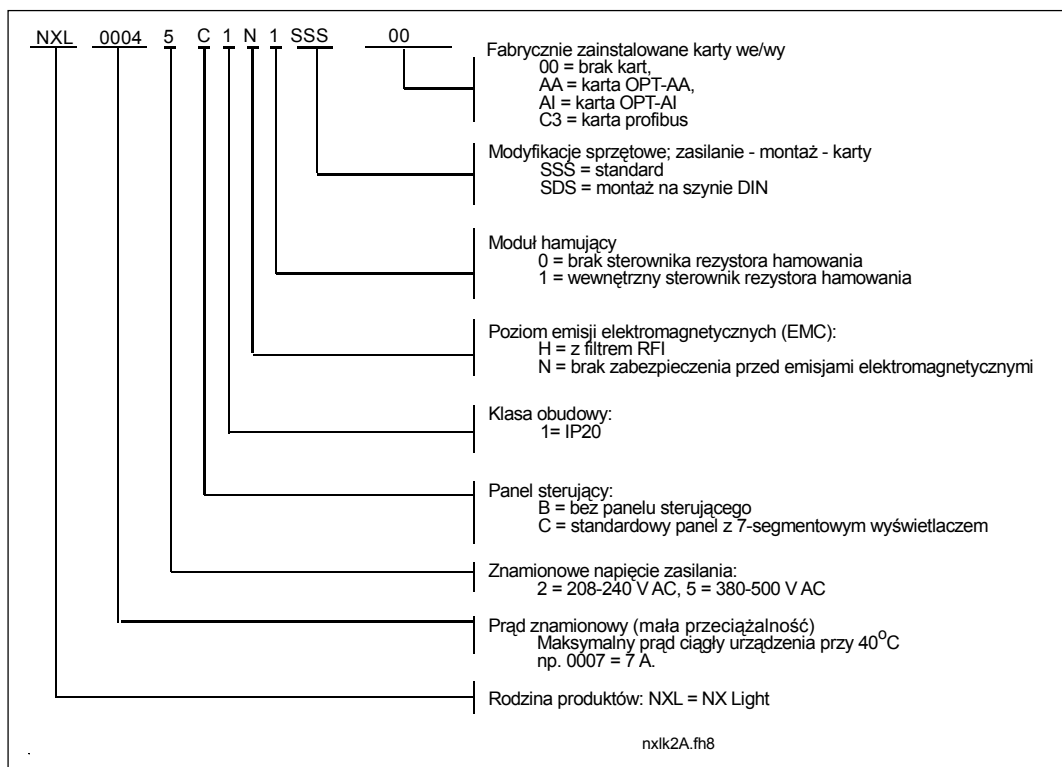 NXL 0004 5 C 1 N 1 SSS 00
Fabrycznie zainstalowane karty we/wy
00 = brak kart,
AA = karta OPT-AA,
AI = karta OPT-AI
C3 = karta profibus
Modyfikacje sprzętowe; zasilanie - montaż - karty
SSS = standard
SDS = montaż na szynie DIN
Moduł hamujący
0 = brak sterownika rezystora hamowania
1 = wewnętrzny sterownik rezystora hamowania
Poziom emisji elektromagnetycznych (EMC):
H = z filtrem RFI
N = brak zabezpieczenia przed emisjami elektromagnetycznymi
Klasa obudowy:
1= IP20
Panel sterujący:
B = bez panelu sterującego
C = standardowy panel z 7-segmentowym wyświetlaczem
Znamionowe napięcie zasilania:
2 = 208-240 V AC, 5 = 380-500 V AC
Prąd znamionowy (mała przeciążalność)
Maksymalny prąd ciągły urządzenia przy 40°C
np. 0007 = 7 A.
Rodzina produktów: NXL = NX Light
nxlk2A.fh8